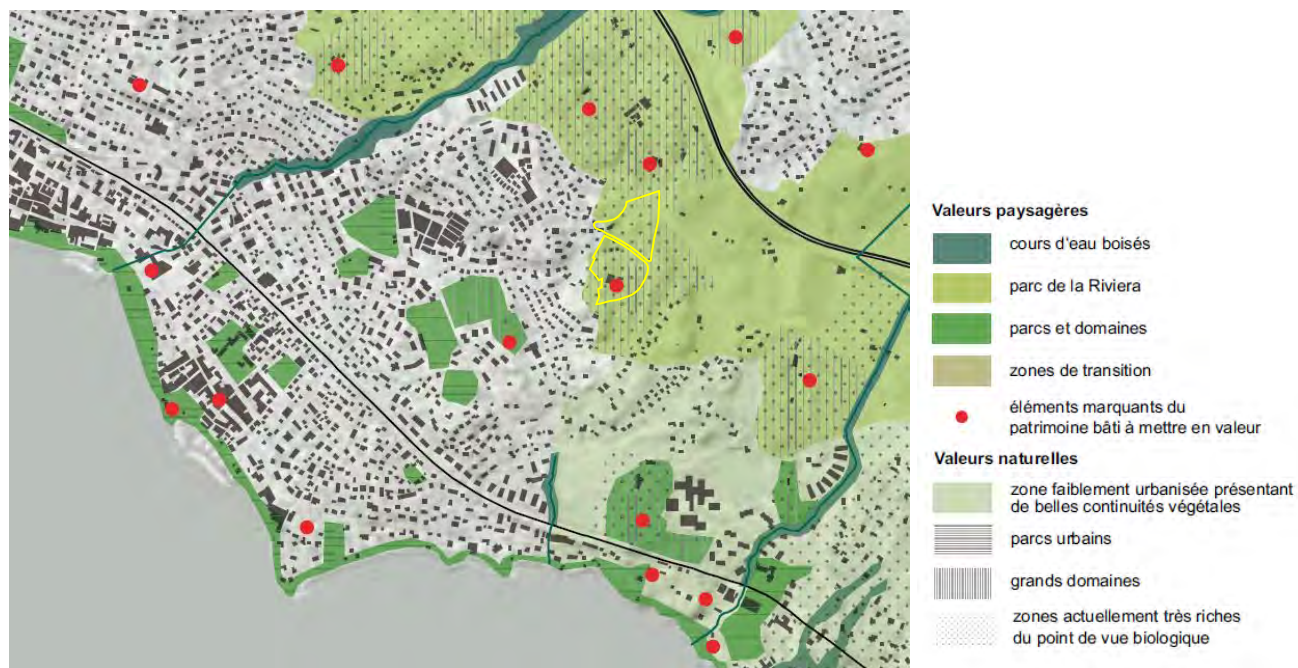 Valeurs paysagères
cours d'eau boisés
parc de la Riviera
parcs et domaines
zones de transition
éléments marquants du
patrimoine bâti à mettre en valeur
Valeurs naturelles
zone faiblement urbanisée présentant
de belles continuités végétales
parcs urbains
grands domaines
zones actuellement très riches
du point de vue biologique